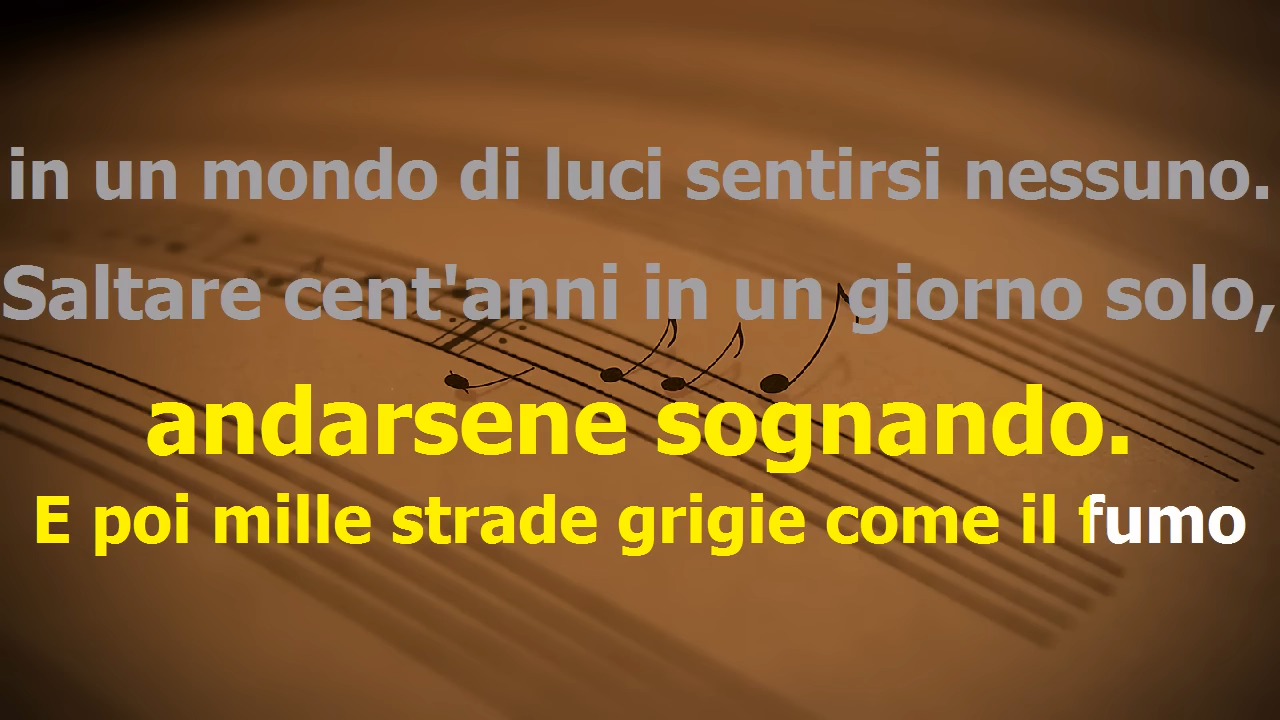 in un mondo di luci sentirsi nessuno.
Saltare cent'anni in un giorno solo,
andarsene sognando.
E poi mille strade grigie come il fumo